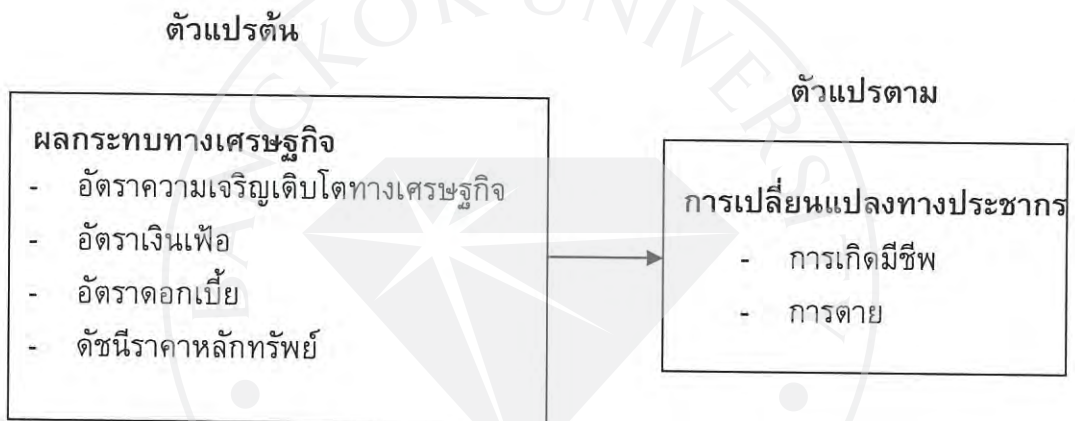 ตัวแปรต้น
ผลกระทบทางเศรษฐกิจ
- อัตราความเจริญเติบโตทางเศรษฐกิจ
- อัตราเงินเฟ้อ
- อัตราดอกเบี้ย
- ดัชนีราคาหลักทรัพย์
ตัวแปรตาม
การเปลี่ยนแปลงทางประชากร
- การเกิดมีชีพ
- การตาย
BANGKOK UNIVERSITY